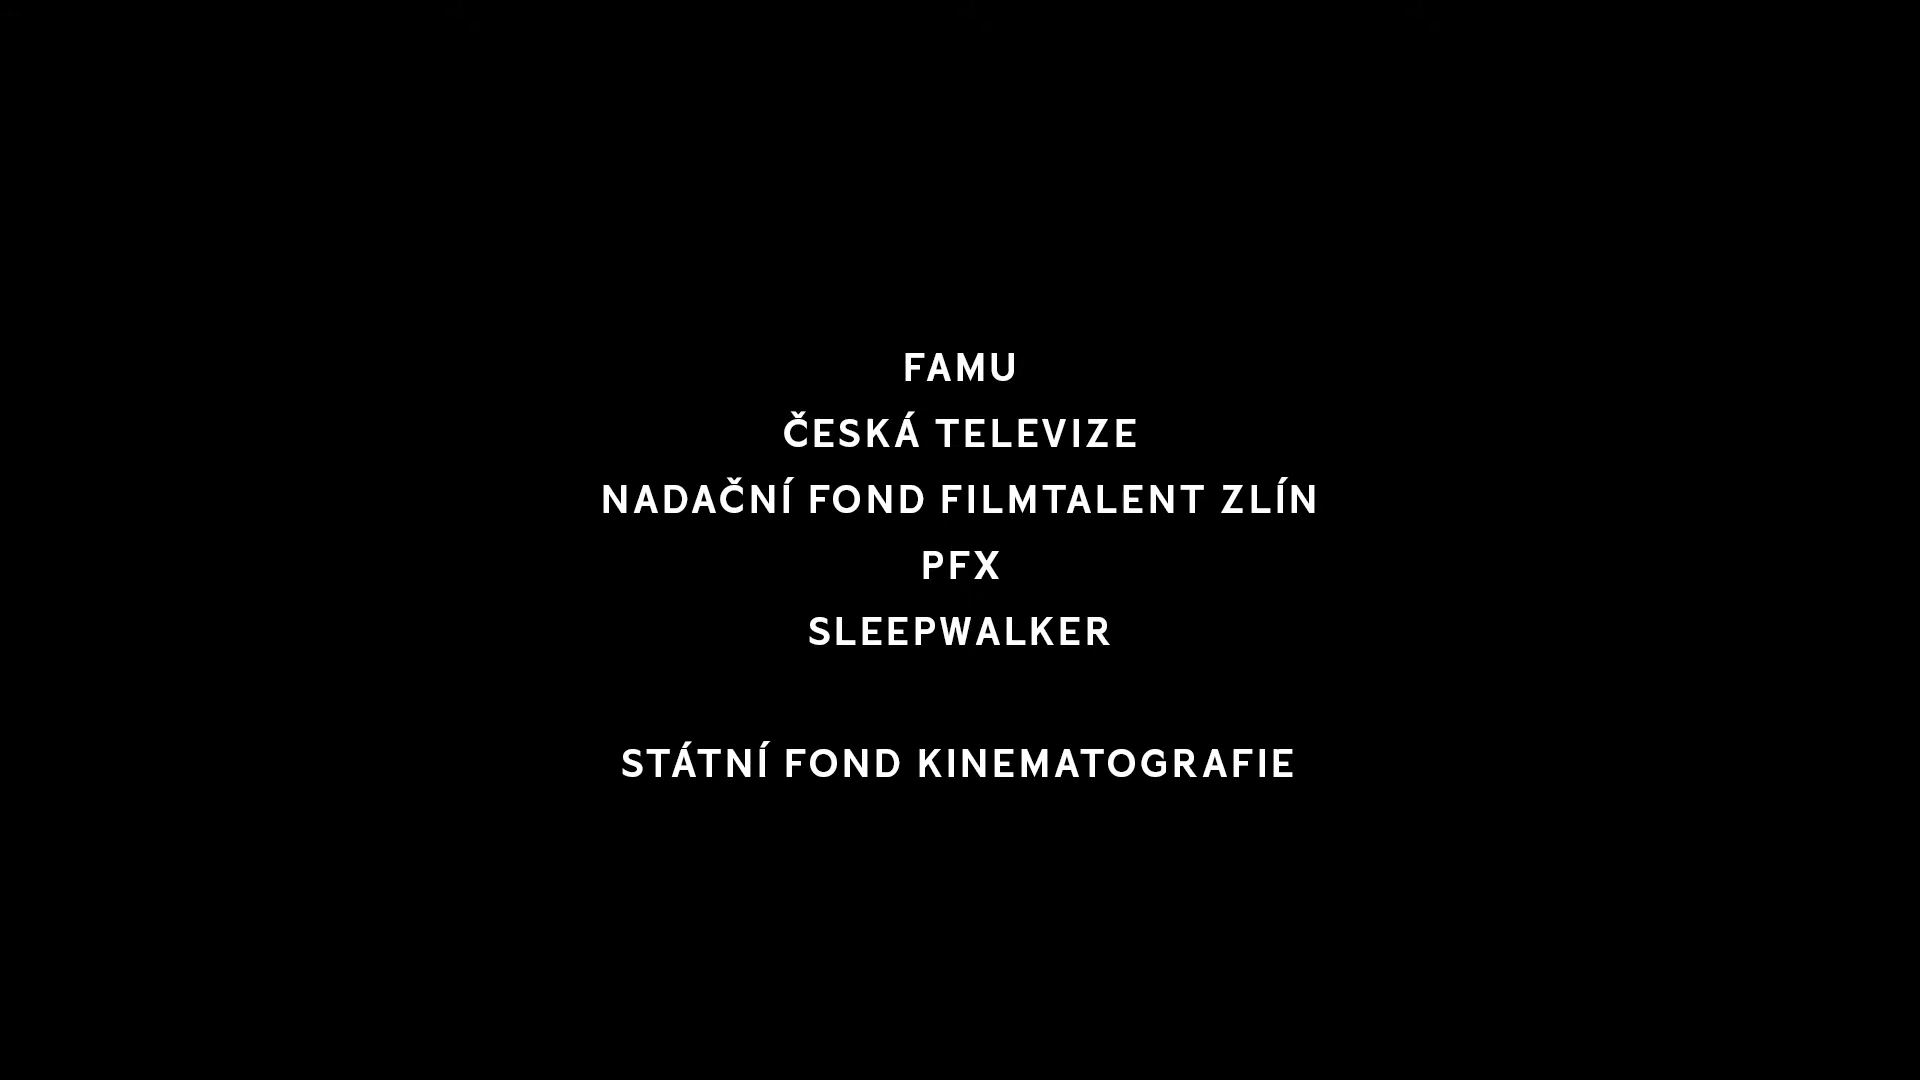 FAMU
ČESKÁ TELEVIZE
NADAČNÍ FOND FILMTALENT ZLÍN
PFX
SLEEPWALKER
STÁTNÍ FOND KINEMATOGRAFIE